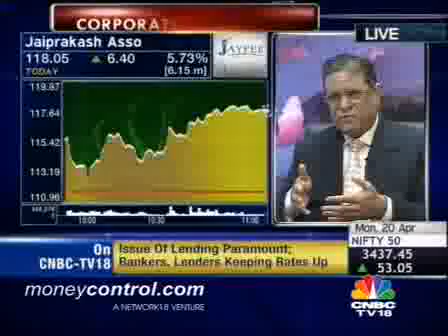 CORPORAT
LIVE
Jaiprakash Asso
118.05 ▲ 6.40 5.73%
TODAY [6.15 m]
JAYPEE
119.87
117.64
115.42
113.19
110.96
10:00 10:30 11:00
On
CNBC-TV18
Issue Of Lending Paramount;
Bankers, Lenders Keeping Rates Up
Mon, 20 Apr
NIFTY 50
3437.45
▲ 53.05
moneycontrol.com
A NETWORK18 VENTURE
CNBC
TV18